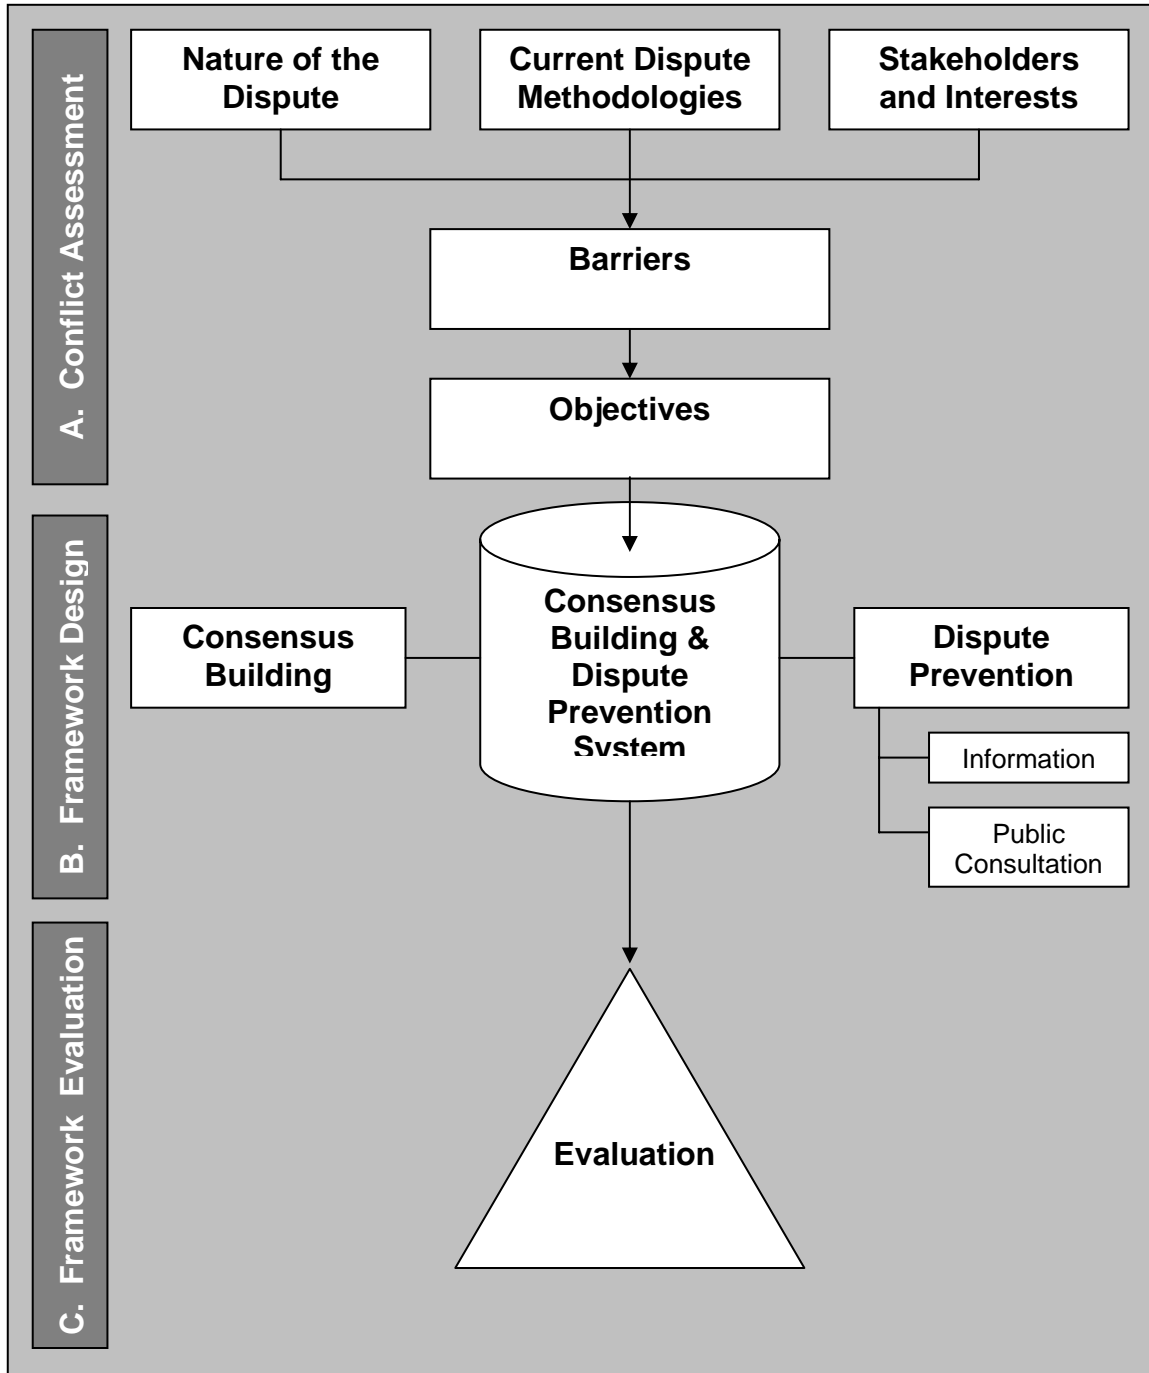 A. Conflict Assessment
Nature of the
Dispute
Current Dispute
Methodologies
Stakeholders
and Interests
Barriers
Objectives
B. Framework Design
Consensus
Building
Consensus
Building &
Dispute
Prevention
System
Dispute
Prevention
Information
Public
Consultation
C. Framework Evaluation
Evaluation